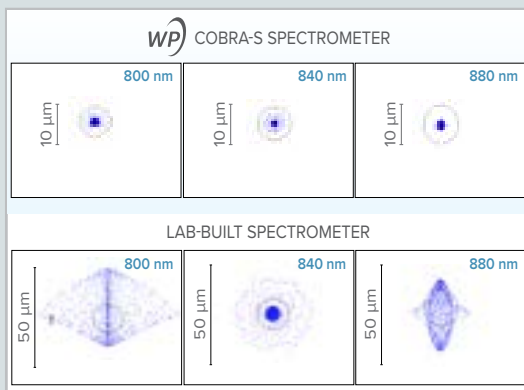 WP COBRA-S SPECTROMETER
800 nm 840 nm 880 nm
10 µm 10 µm 10 µm
LAB-BUILT SPECTROMETER
800 nm 840 nm 880 nm
50 µm 50 µm 50 µm